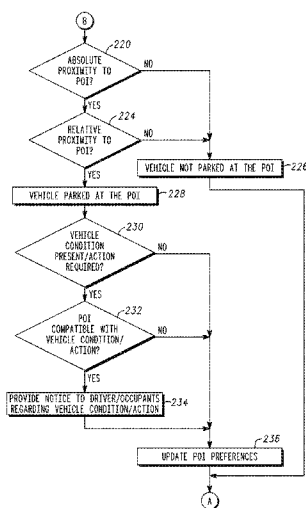 B
220
ABSOLUTE
PROXIMITY TO
POI?
NO
YES
224
RELATIVE
PROXIMITY TO
POI?
NO
YES
VEHICLE NOT PARKED AT THE POI
226
VEHICLE PARKED AT THE POI
228
230
VEHICLE
CONDITION
PRESENT/ACTION
REQUIRED?
NO
YES
232
POI
COMPATIBLE WITH
VEHICLE CONDITION/
ACTION?
NO
YES
PROVIDE NOTICE TO DRIVER/OCCUPANTS
REGARDING VEHICLE CONDITION/ACTION
234
236
UPDATE POI PREFERENCES
A